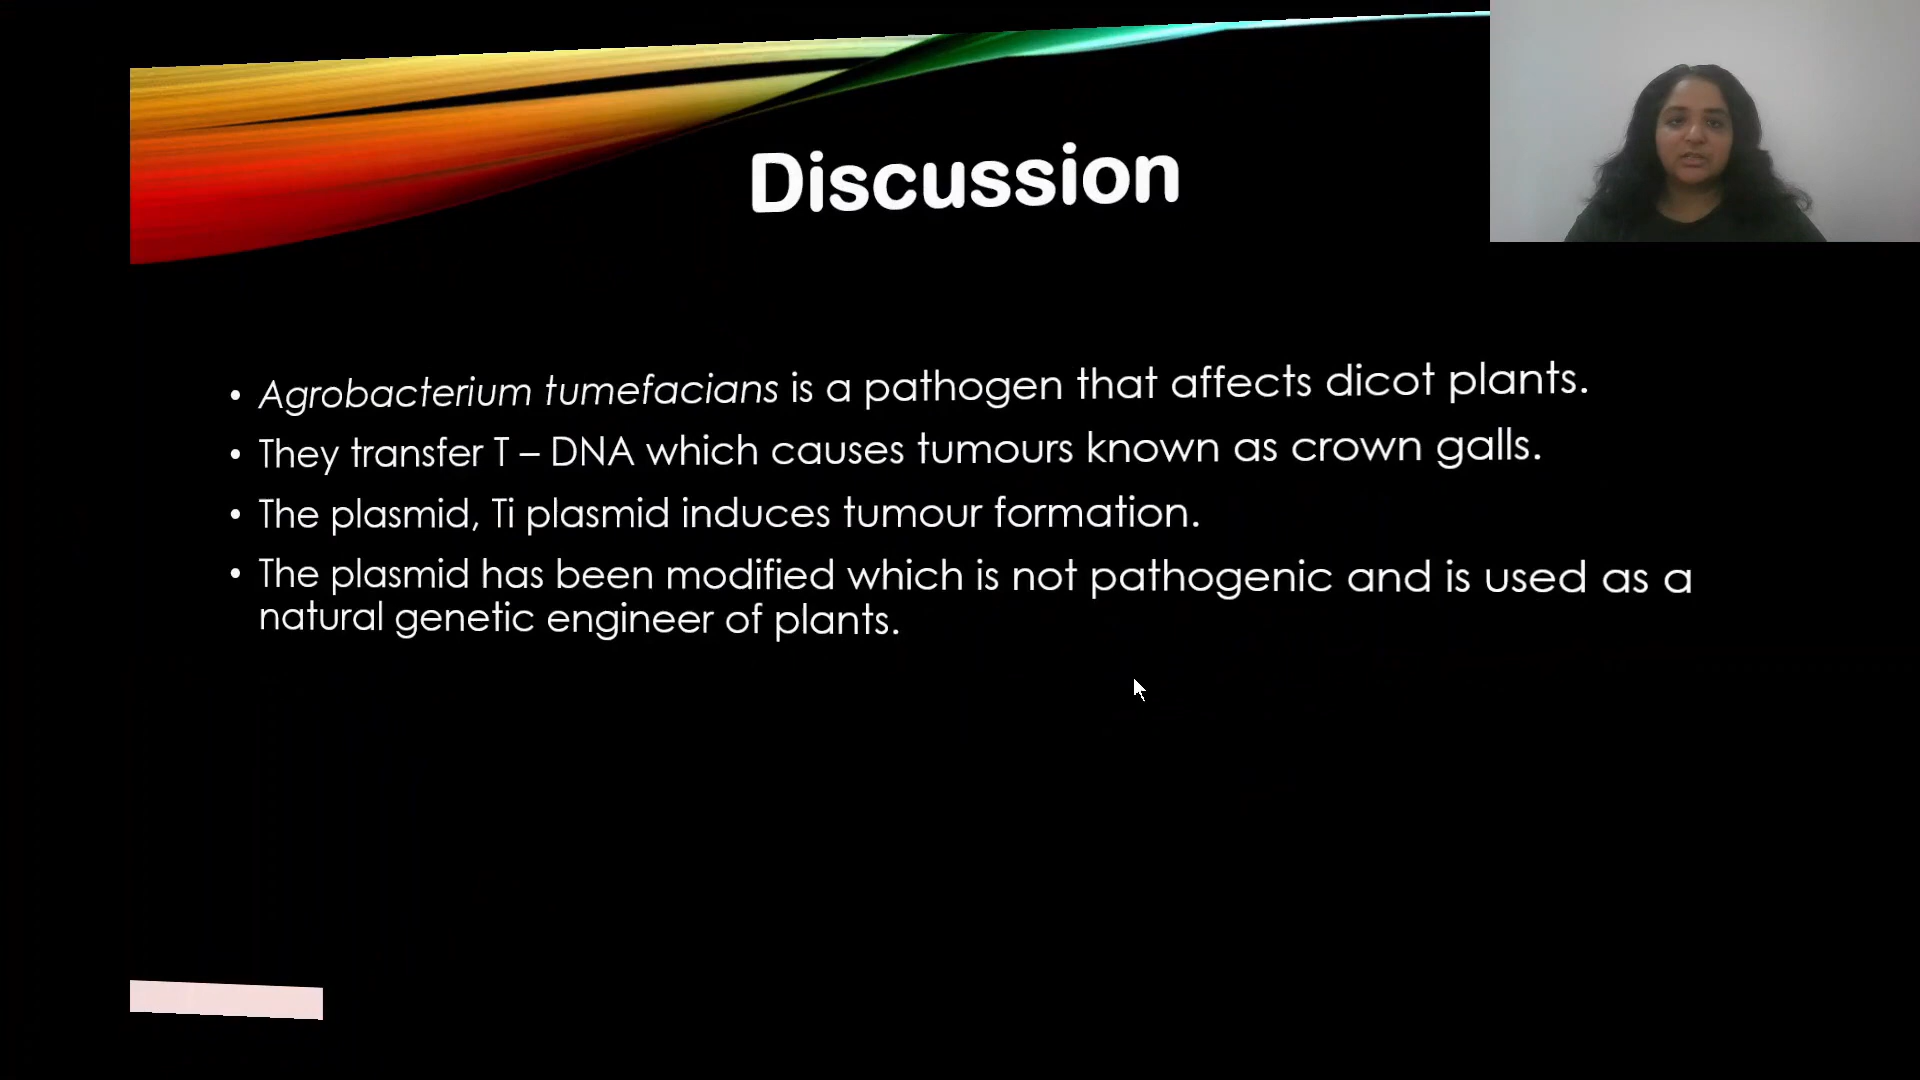 Discussion
• Agrobacterium tumefacians is a pathogen that affects dicot plants.
• They transfer T – DNA which causes tumours known as crown galls.
• The plasmid, Ti plasmid induces tumour formation.
• The plasmid has been modified which is not pathogenic and is used as a
natural genetic engineer of plants.